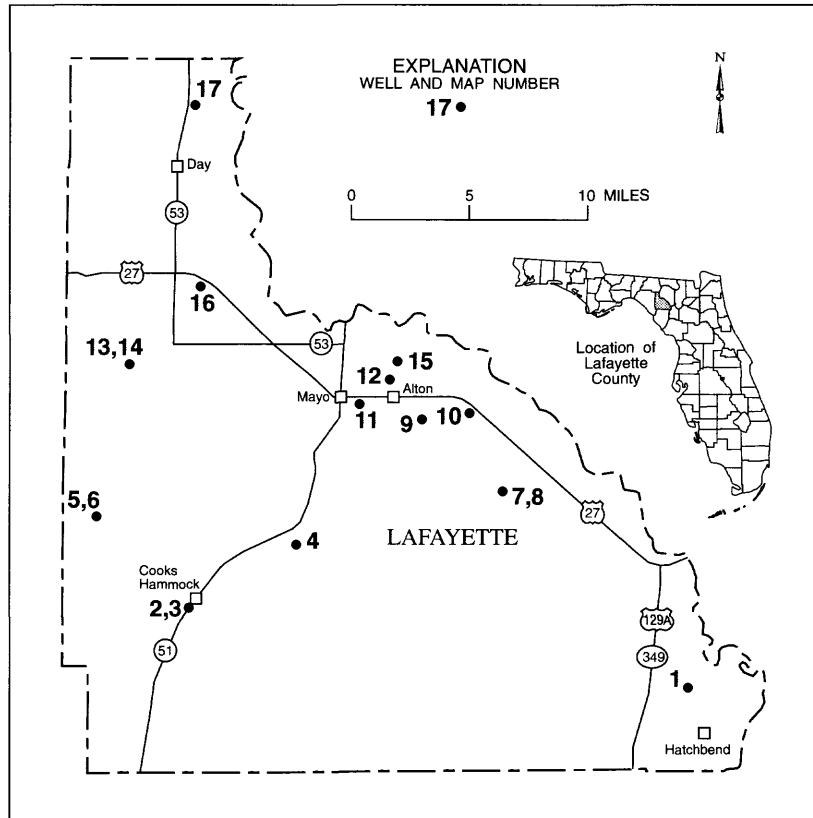 EXPLANATION
WELL AND MAP NUMBER
17
N
17
Day
0 5 10 MILES
53
27
16
Location of
Lafayette
County
53
13,14
15
12
Alton
Mayo
11
9
10
5,6
7,8
27
4
LAFAYETTE
Cooks
Hammock
2,3
51
129A
349
1
Hatchbend